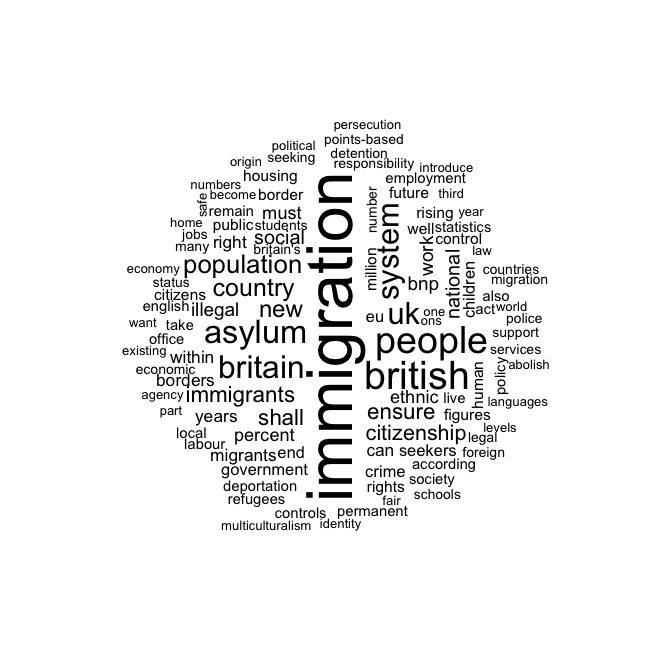 persecution
points-based
political
detention
seeking
origin
responsibility
introduce
housing
employment
numbers
become
border
number
future
third
safe
remain
must
rising
year
home
public
students
well
statistics
jobs
right
social
work
control
many
britain's
system
law
population
million
national
children
economy
countries
status
country
bnp
migration
citizens
also
english
illegal
new
eu
uk
one
ons
act
world
want
take
police
office
asylum
people
support
existing
within
services
economic
britain
immigration
british
human
policy
abolish
borders
agency
immigrants
ethnic
live
languages
part
years
shall
ensure
figures
local
percent
citizenship
levels
labour
legal
migrants
end
can
seekers
foreign
government
crime
according
deportation
rights
society
refugees
fair
schools
controls
permanent
multiculturalism
identity